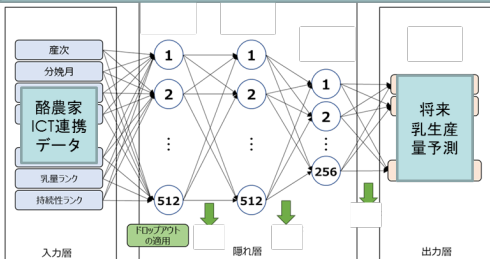 産次
分娩月
酪農家
ICT連携
データ
乳量ランク
持続性ランク
入力層
1
2
⋮
512
ドロップアウト
の適用
1
2
⋮
512
1
2
⋮
256
隠れ層
将来
乳生産
量予測
出力層